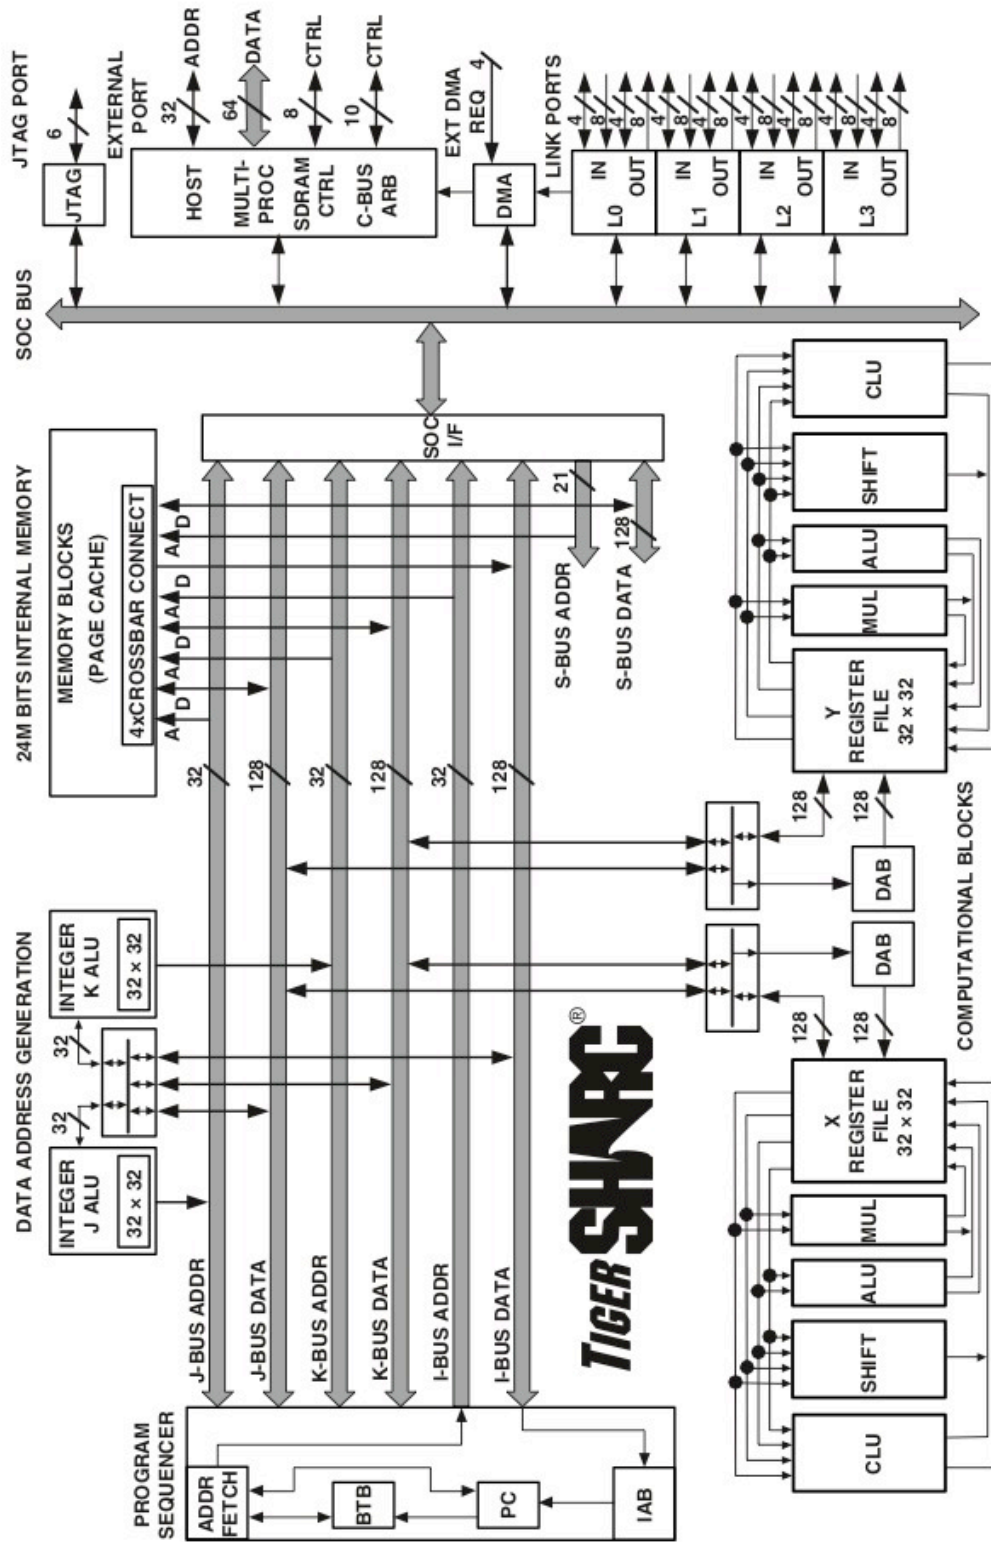 DATA ADDRESS GENERATION
24M BITS INTERNAL MEMORY
SOC BUS
JTAG PORT
PROGRAM
SEQUENCER
ADDR
FETCH
BTB
PC
IAB
INTEGER
J ALU
32 × 32
32
32
INTEGER
K ALU
32 × 32
MEMORY BLOCKS
(PAGE CACHE)
4xCROSSBAR CONNECT
A
D
A
D
A
D
A
D
J-BUS ADDR
32
J-BUS DATA
128
K-BUS ADDR
32
K-BUS DATA
128
I-BUS ADDR
32
I-BUS DATA
128
SOC
I/F
S-BUS ADDR
21
S-BUS DATA
128
JTAG
6
EXTERNAL
PORT
HOST
32
ADDR
MULTI-
PROC
64
DATA
SDRAM
CTRL
8
CTRL
C-BUS
ARB
10
CTRL
EXT DMA
REQ
4
DMA
LINK PORTS
L0
IN
4
8
OUT
4
8
L1
IN
4
8
OUT
4
8
L2
IN
4
8
OUT
4
8
L3
IN
4
8
OUT
4
8
TIGERSHARC®
CLU
SHIFT
ALU
MUL
X
REGISTER
FILE
32 × 32
128
128
DAB
DAB
128
128
Y
REGISTER
FILE
32 × 32
MUL
ALU
SHIFT
CLU
COMPUTATIONAL BLOCKS